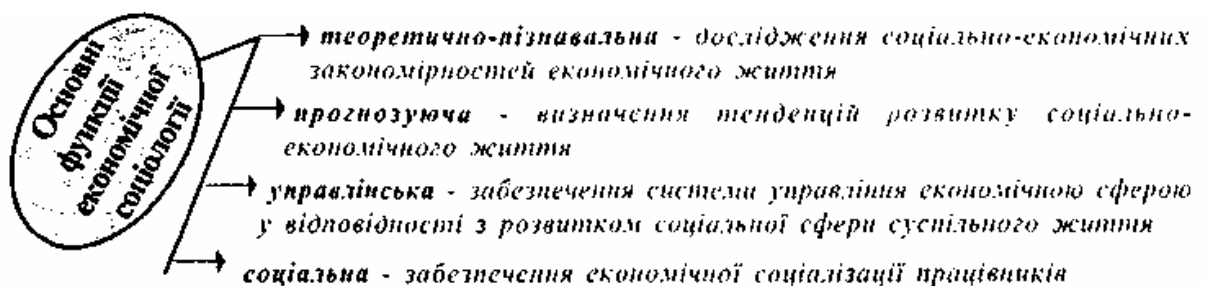 Основні
функції
економічної
соціології
теоретично-пізнавальна - дослідження соціально-економічних
закономірностей економічного життя
прогнозуюча - визначення тенденцій розвитку соціально-
економічного життя
управлінська - забезпечення системи управління економічною сферою
у відповідності з розвитком соціальної сфери суспільного життя
соціальна - забезпечення економічної соціалізації працівників